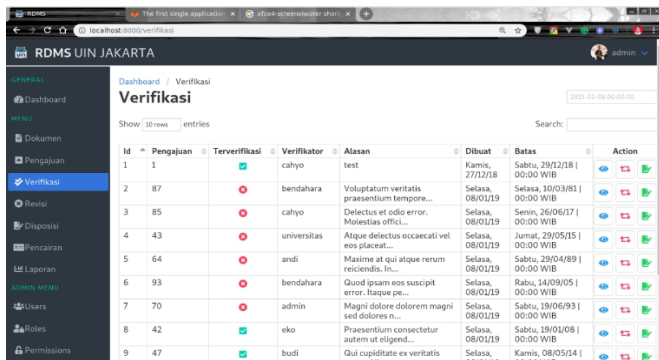 RDMS
The first single application
xfce4-screenshooter short
localhost:8000/verifikasi
RDMS UIN JAKARTA
admin
GENERAL
Dashboard
MENU
Dokumen
Pengajuan
Verifikasi
Revisi
Disposisi
Pencairan
Laporan
ADMIN MENU
Users
Roles
Permissions
Dashboard / Verifikasi
Verifikasi
Show 10 rows entries
Search:
Id Pengajuan Terverifikasi Verifikator Alasan Dibuat Batas Action
1 1 cahyo test Kamis, Sabtu, 29/12/18 |
27/12/18 00:00 WIB
2 87 bendahara Voluptatum veritatis Selasa, Selasa, 10/03/81 |
praesentium tempore... 08/01/19 00:00 WIB
3 85 cahyo Delectus et odio error. Selasa, Senin, 26/06/17 |
Molestias offici... 08/01/19 00:00 WIB
4 43 universitas Atque delectus occaecati vel Selasa, Jumat, 29/05/15 |
eos placeat... 08/01/19 00:00 WIB
5 64 andi Maxime at qui atque rerum Selasa, Sabtu, 29/04/89 |
reiciendis. In... 08/01/19 00:00 WIB
6 93 bendahara Quod ipsam eos suscipit Selasa, Rabu, 14/09/05 |
error. Itaque pe... 08/01/19 00:00 WIB
7 70 admin Magni dolore dolorem magni Selasa, Sabtu, 19/06/93 |
sed dolores n... 08/01/19 00:00 WIB
8 42 eko Praesentium consectetur Selasa, Sabtu, 19/01/08 |
autem ut eligend... 08/01/19 00:00 WIB
9 47 budi Qui cupiditate ex veritatis Selasa, Kamis, 08/05/14 |